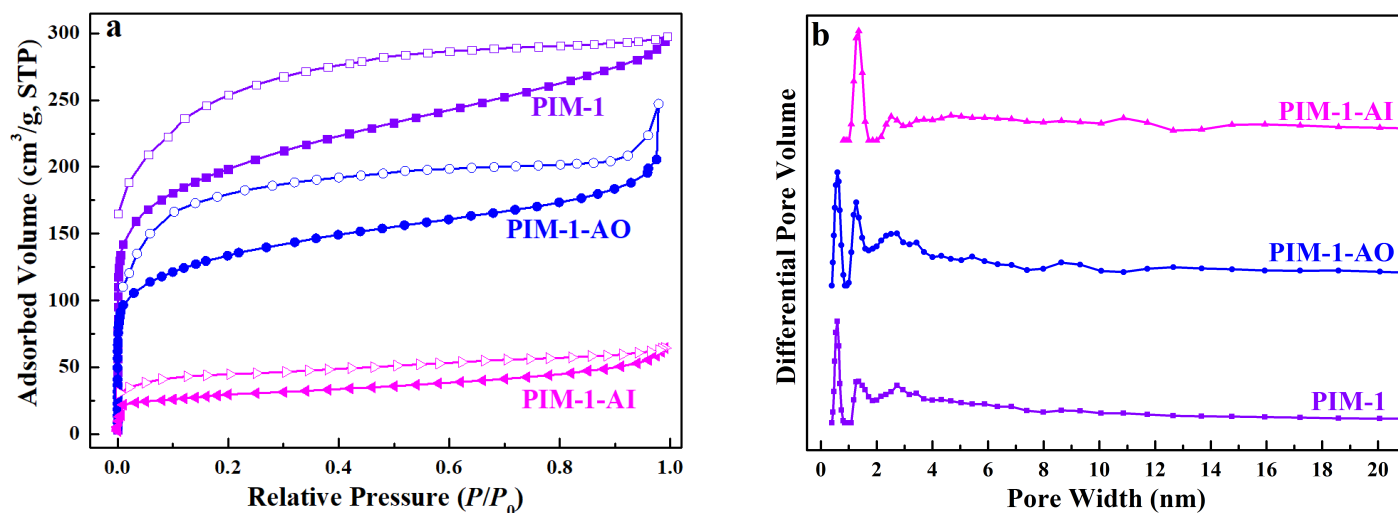 a
300
250
200
150
100
50
0
Adsorbed Volume (cm³/g, STP)
PIM-1
PIM-1-AO
PIM-1-AI
0.0 0.2 0.4 0.6 0.8 1.0
Relative Pressure (P/P₀)
b
Differential Pore Volume
PIM-1-AI
PIM-1-AO
PIM-1
0 2 4 6 8 10 12 14 16 18 20
Pore Width (nm)